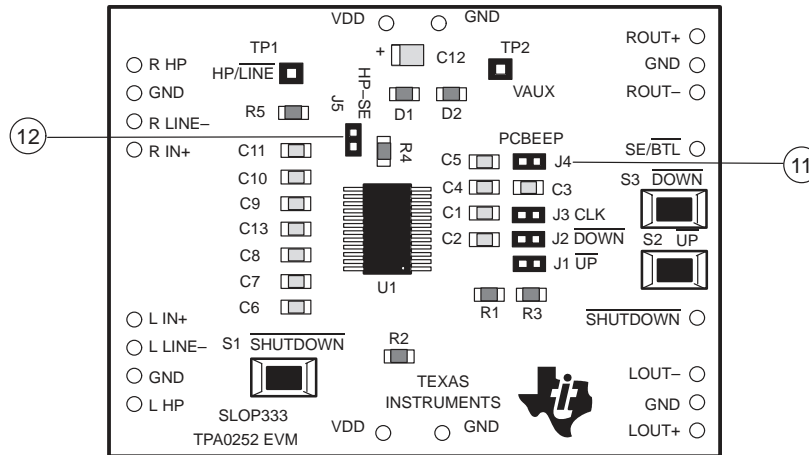 VDD GND
TP1
HP/LINE
+ C12
TP2
VAUX
ROUT+
GND
ROUT–
R HP
GND
R LINE–
R IN+
R5
J5
HP–SE
D1 D2
12
R4
PCBEEP
J4
SE/BTL
11
C11
C10
C9
C13
C8
C7
C6
C5
C4 C3
C1 J3 CLK
C2 J2 DOWN
J1 UP
S3 DOWN
S2 UP
U1
R1 R3
L IN+
L LINE–
GND
L HP
S1 SHUTDOWN
R2
SHUTDOWN
TEXAS
INSTRUMENTS
LOUT–
GND
LOUT+
SLOP333
TPA0252 EVM
VDD GND